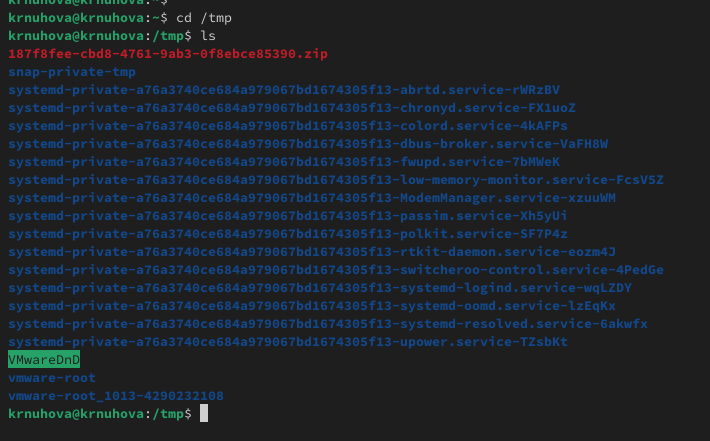 krnuhova@krnuhova:~$
krnuhova@krnuhova:~$ cd /tmp
krnuhova@krnuhova:/tmp$ ls
187f8fee-cbd8-4761-9ab3-0f8ebce85390.zip
snap-private-tmp
systemd-private-a76a3740ce684a979067bd1674305f13-abrtd.service-rWRzBV
systemd-private-a76a3740ce684a979067bd1674305f13-chronyd.service-FX1uoZ
systemd-private-a76a3740ce684a979067bd1674305f13-colord.service-4kAFPs
systemd-private-a76a3740ce684a979067bd1674305f13-dbus-broker.service-VaFH8W
systemd-private-a76a3740ce684a979067bd1674305f13-fwupd.service-7bMWeK
systemd-private-a76a3740ce684a979067bd1674305f13-low-memory-monitor.service-FcsV5Z
systemd-private-a76a3740ce684a979067bd1674305f13-ModemManager.service-xzuuWM
systemd-private-a76a3740ce684a979067bd1674305f13-passim.service-Xh5yUi
systemd-private-a76a3740ce684a979067bd1674305f13-polkit.service-SF7P4z
systemd-private-a76a3740ce684a979067bd1674305f13-rtkit-daemon.service-eozm4J
systemd-private-a76a3740ce684a979067bd1674305f13-switcheroo-control.service-4PedGe
systemd-private-a76a3740ce684a979067bd1674305f13-systemd-logind.service-wqLZDY
systemd-private-a76a3740ce684a979067bd1674305f13-systemd-oomd.service-lzEqKx
systemd-private-a76a3740ce684a979067bd1674305f13-systemd-resolved.service-6akwfx
systemd-private-a76a3740ce684a979067bd1674305f13-upower.service-TZsbKt
VMwareDnD
vmware-root
vmware-root_1013-4290232108
krnuhova@krnuhova:/tmp$